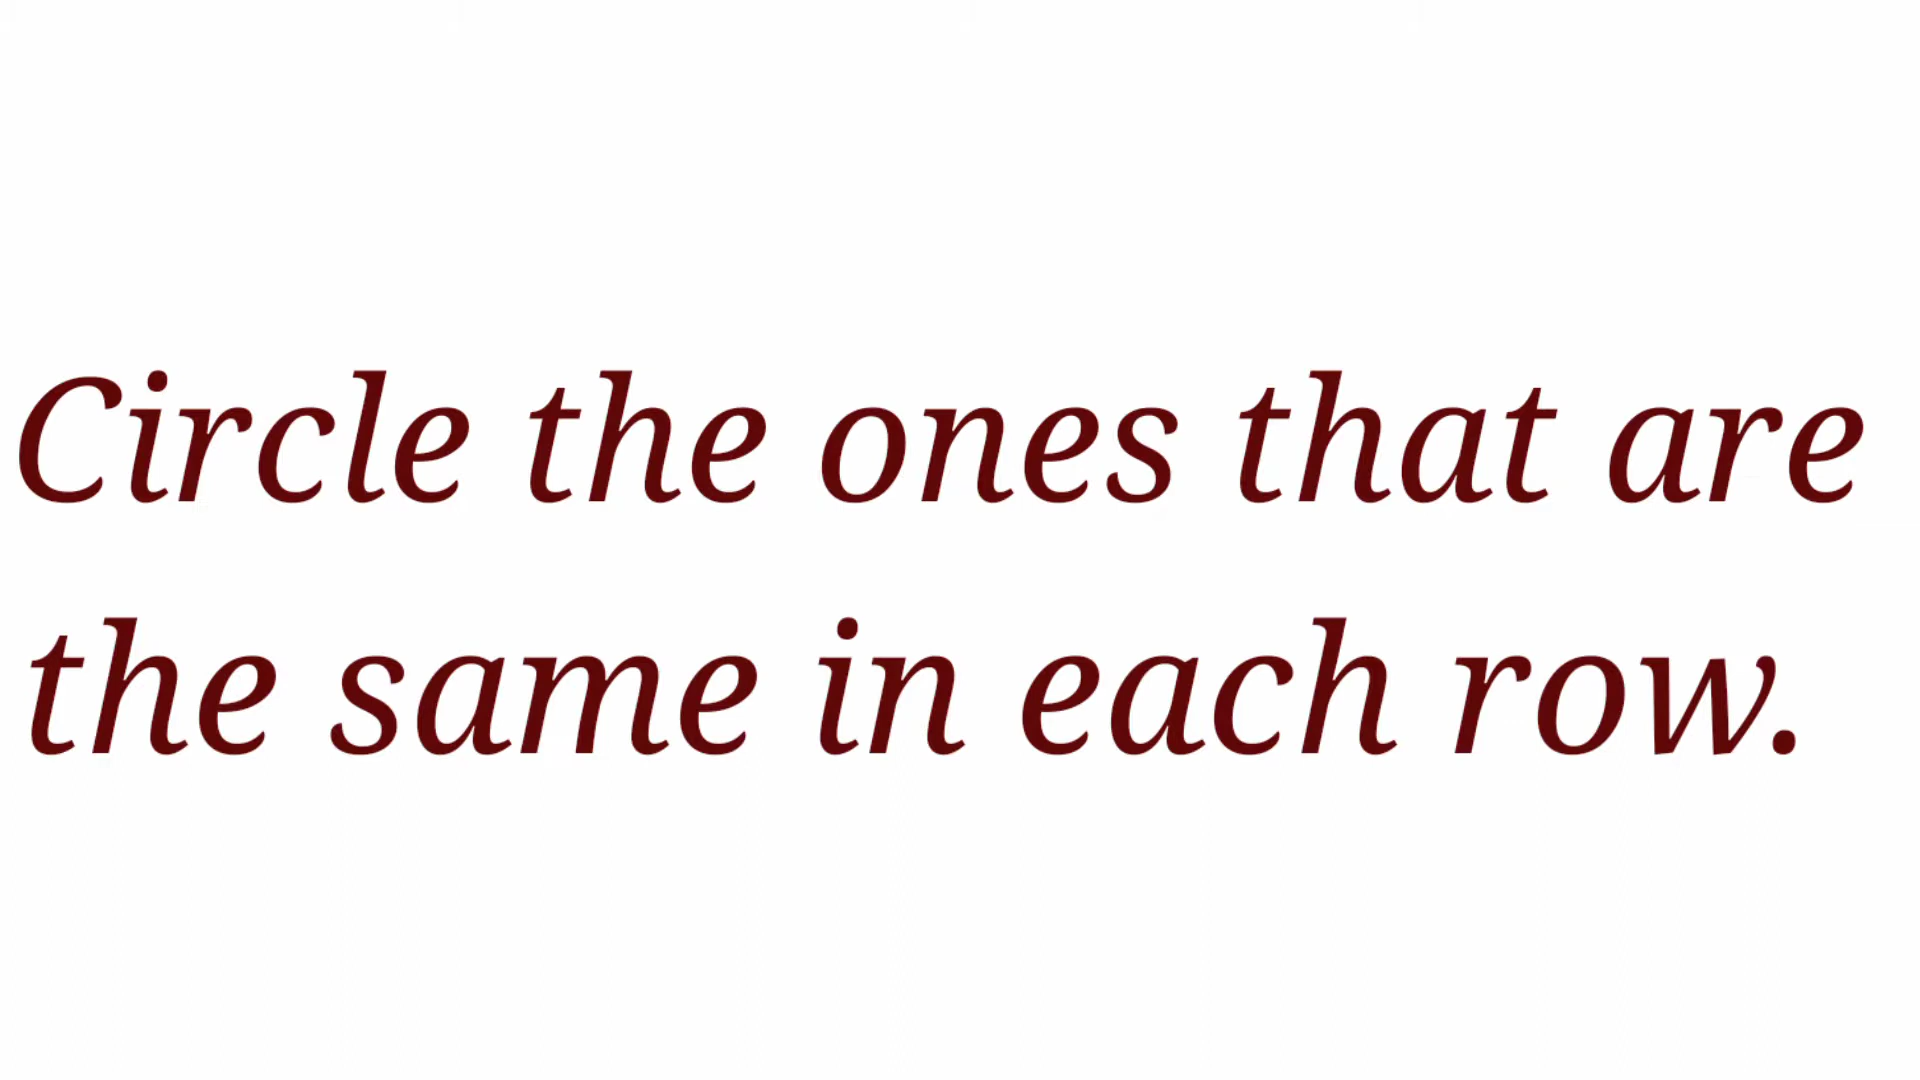 Circle the ones that are
the same in each row.